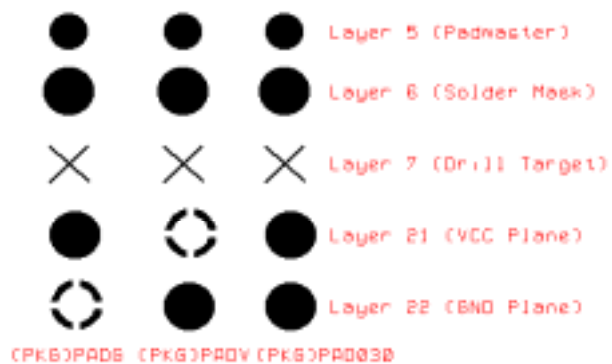 Layer 5 (Padmaster)
Layer 6 (Solder Mask)
Layer 7 (Drill Target)
Layer 21 (VCC Plane)
Layer 22 (GND Plane)
(PKG)PADG (PKG)PADV (PKG)PAD030